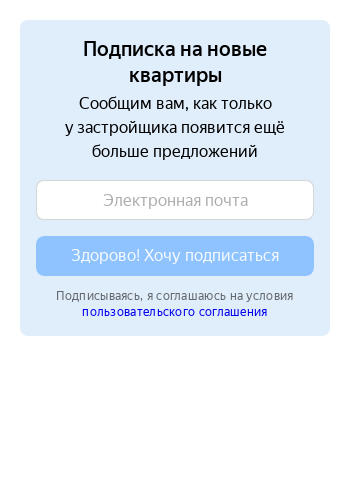 Подписка на новые
квартиры
Сообщим вам, как только
у застройщика появится ещё
больше предложений
Электронная почта
Здорово! Хочу подписаться
Подписываясь, я соглашаюсь на условия
пользовательского соглашения